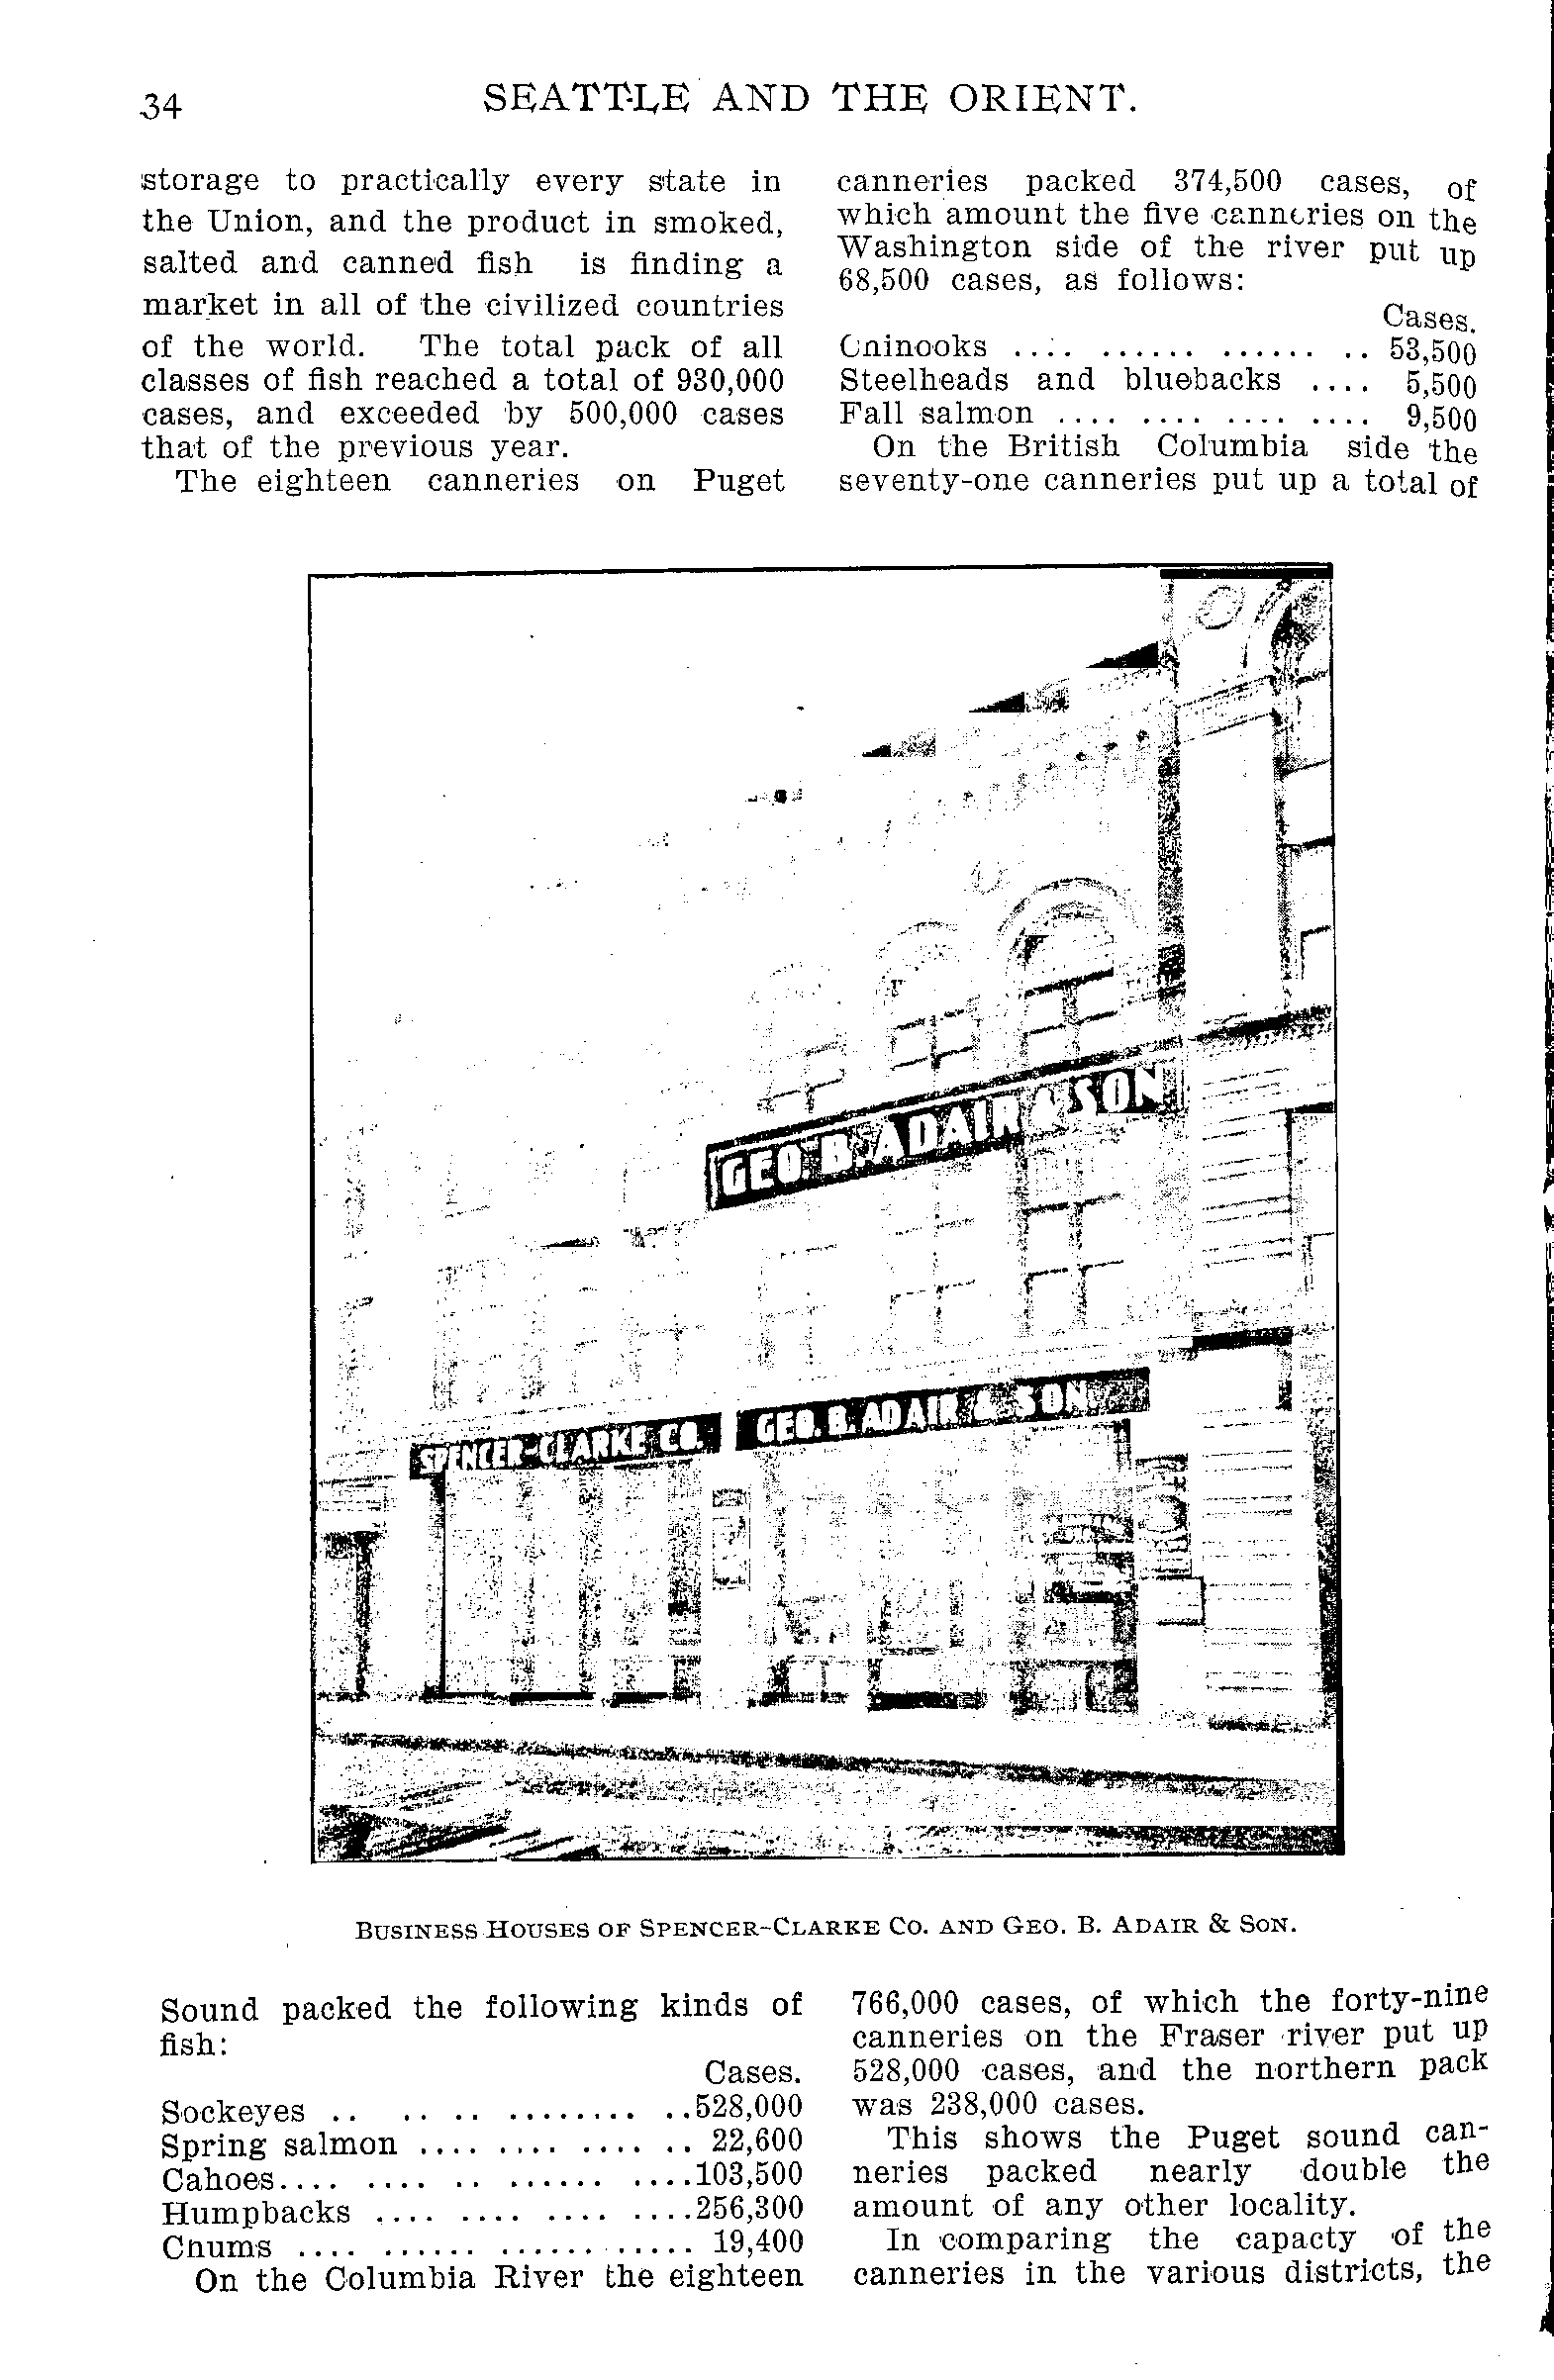 34
SEATTLE AND THE ORIENT.
storage to practically every state in
the Union, and the product in smoked,
salted and canned fish is finding a
market in all of the civilized countries
of the world. The total pack of all
classes of fish reached a total of 930,000
cases, and exceeded by 500,000 cases
that of the previous year.
The eighteen canneries on Puget
canneries packed 374,500 cases, of
which amount the five canneries on the
Washington side of the river put up
68,500 cases, as follows:
Cases.
Chinooks .... ...... ...... .. 53,500
Steelheads and bluebacks .... 5,500
Fall salmon .... .... .... .... 9,500
On the British Columbia side the
seventy-one canneries put up a total of
GEO. B. ADAIR & SON
SPENCER-CLARKE CO. GEO. B. ADAIR & SON
BUSINESS HOUSES OF SPENCER-CLARKE CO. AND GEO. B. ADAIR & SON.
Sound packed the following kinds of
fish:
Cases.
Sockeyes .. .. .. ......... ..528,000
Spring salmon .... .... .... .. 22,600
Cahoes.... .... .. ...... ....103,500
Humpbacks .... .... .... ....256,300
Chums .... ...... ...... ..... 19,400
On the Columbia River the eighteen
766,000 cases, of which the forty-nine
canneries on the Fraser river put up
528,000 cases, and the northern pack
was 238,000 cases.
This shows the Puget sound can-
neries packed nearly double the
amount of any other locality.
In comparing the capacty of the
canneries in the various districts, the